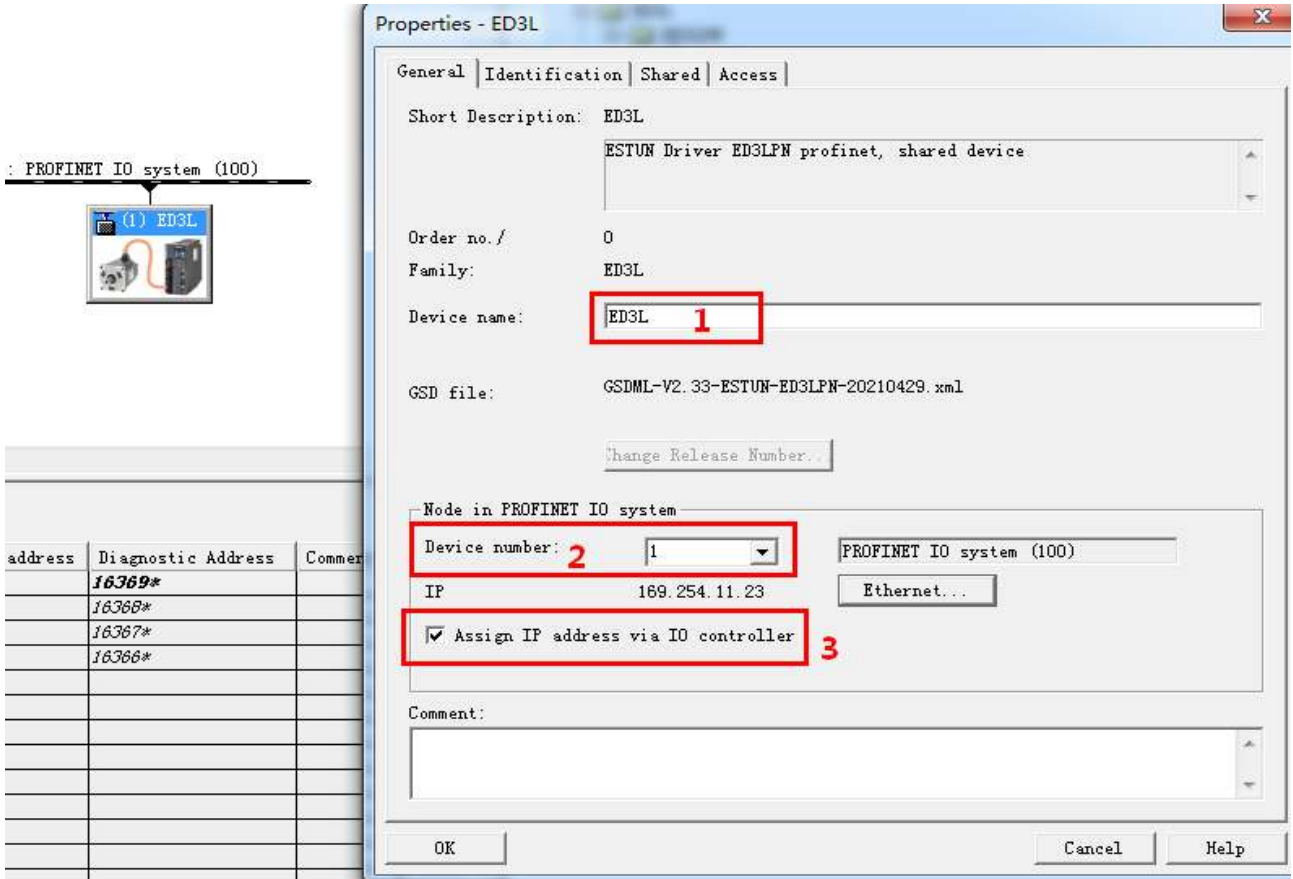 Properties - ED3L
General Identification Shared Access
Short Description: ED3L
ESTUN Driver ED3LPN profinet, shared device
: PROFINET IO system (100)
(1) ED3L
Order no./ 0
Family: ED3L
Device name: ED3L 1
GSD file: GSDML-V2.33-ESTUN-ED3LPN-20210429.xml
Change Release Number..
Node in PROFINET IO system
Device number: 2 1 PROFINET IO system (100)
IP 169.254.11.23 Ethernet...
Assign IP address via IO controller 3
address Diagnostic Address Commen
16369*
16368*
16367*
16366*
Comment:
OK Cancel Help